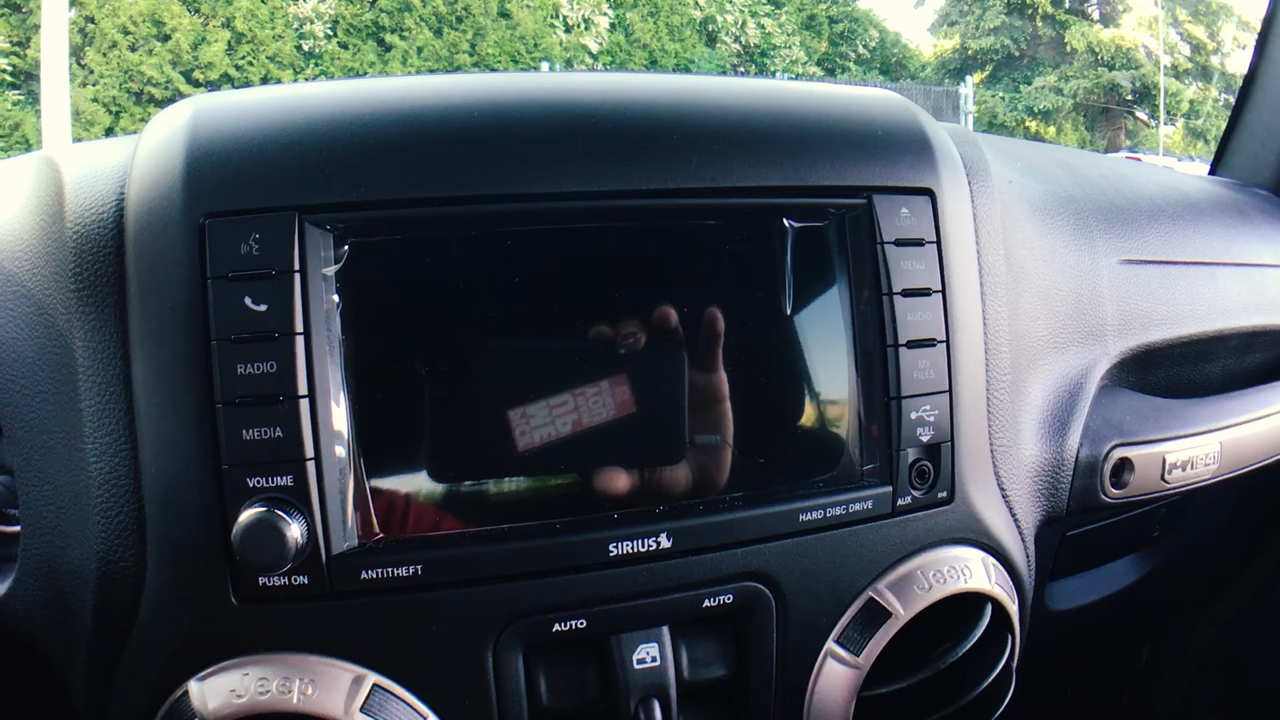 LOAD
MENU
AUDIO
MY
FILES
PULL
AUX
RADIO
MEDIA
VOLUME
PUSH ON
ANTITHEFT
SIRIUS
HARD DISC DRIVE
AUTO
AUTO
Jeep
Jeep
1941